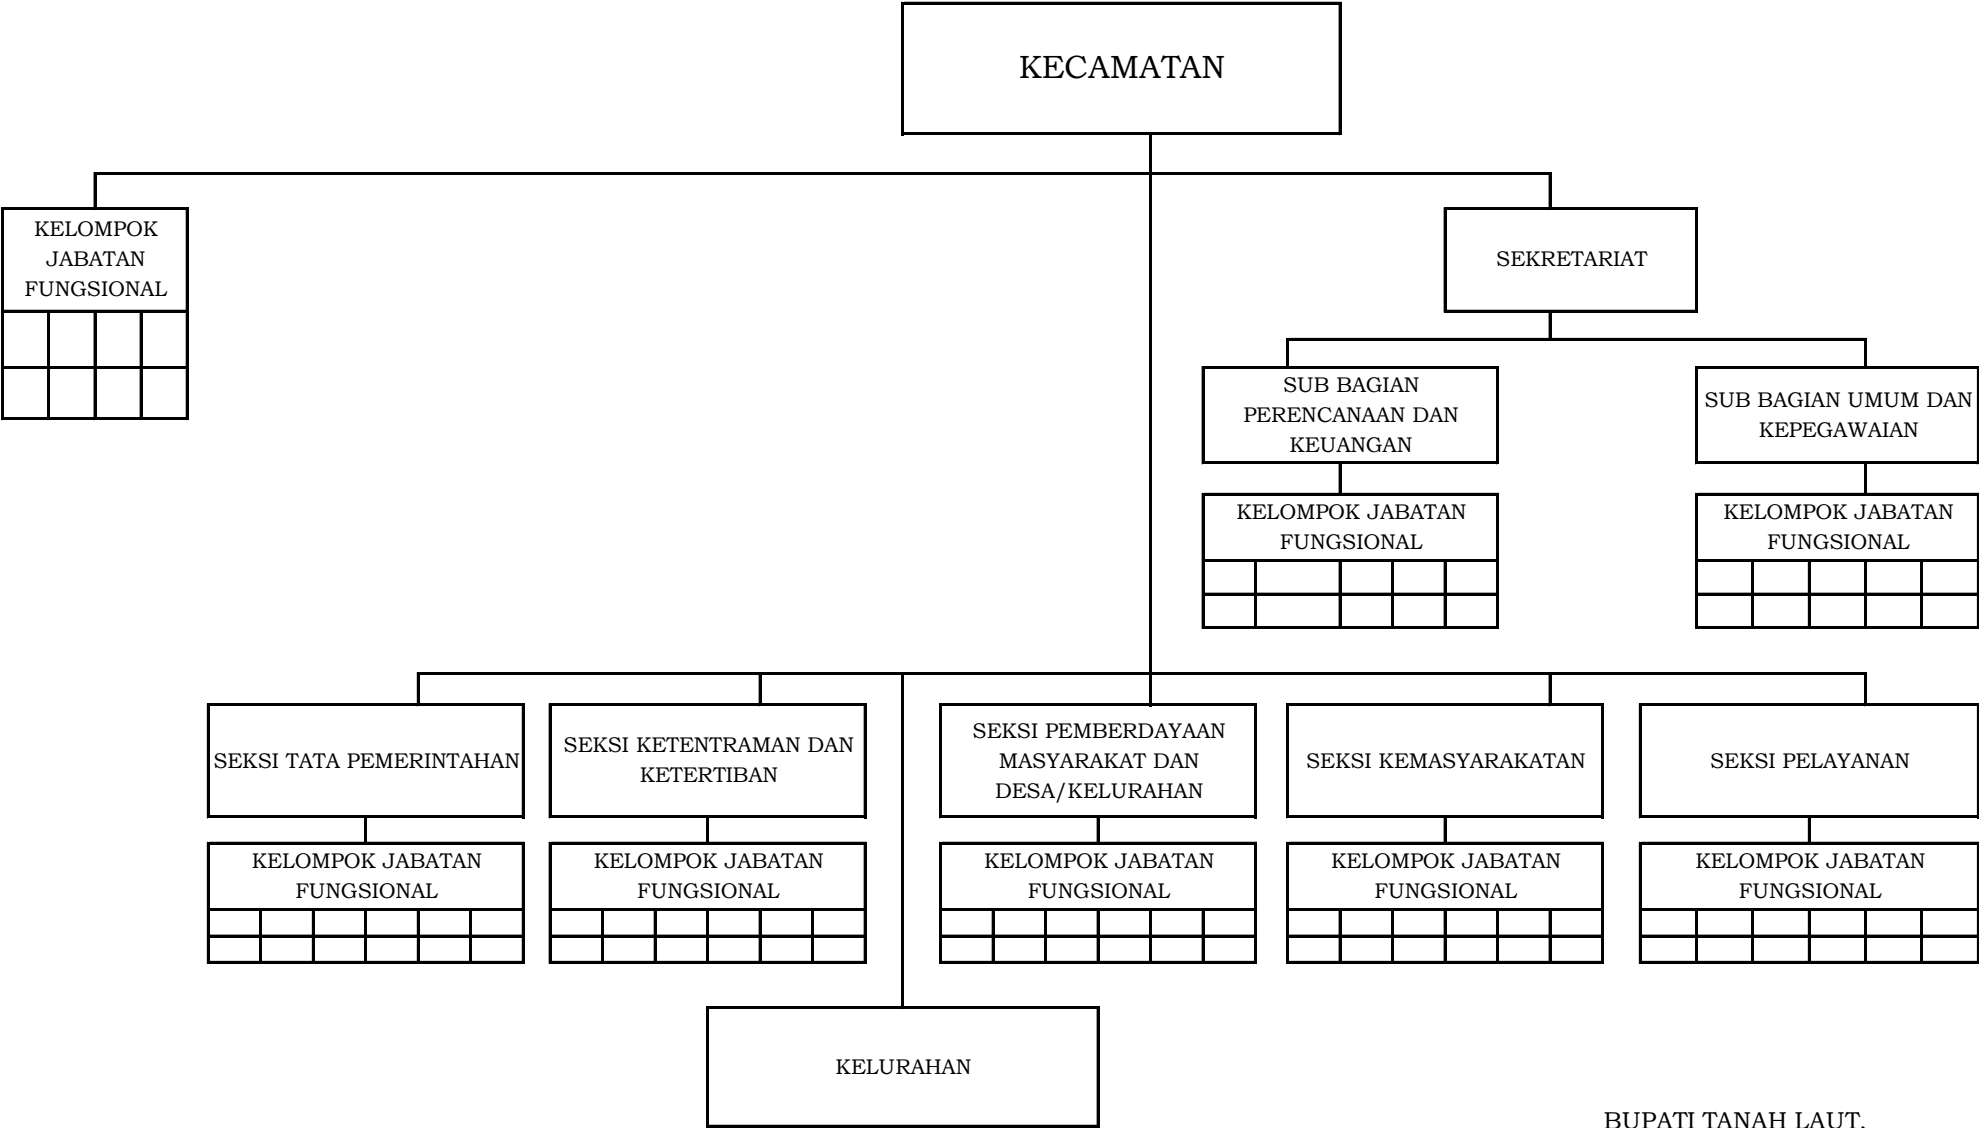 KECAMATAN
KELOMPOK
JABATAN
FUNGSIONAL
SEKRETARIAT
SUB BAGIAN
PERENCANAAN DAN
KEUANGAN
SUB BAGIAN UMUM DAN
KEPEGAWAIAN
KELOMPOK JABATAN
FUNGSIONAL
KELOMPOK JABATAN
FUNGSIONAL
SEKSI TATA PEMERINTAHAN
SEKSI KETENTRAMAN DAN
KETERTIBAN
SEKSI PEMBERDAYAAN
MASYARAKAT DAN
DESA/KELURAHAN
SEKSI KEMASYARAKATAN
SEKSI PELAYANAN
KELOMPOK JABATAN
FUNGSIONAL
KELOMPOK JABATAN
FUNGSIONAL
KELOMPOK JABATAN
FUNGSIONAL
KELOMPOK JABATAN
FUNGSIONAL
KELOMPOK JABATAN
FUNGSIONAL
KELURAHAN
BUPATI TANAH LAUT,